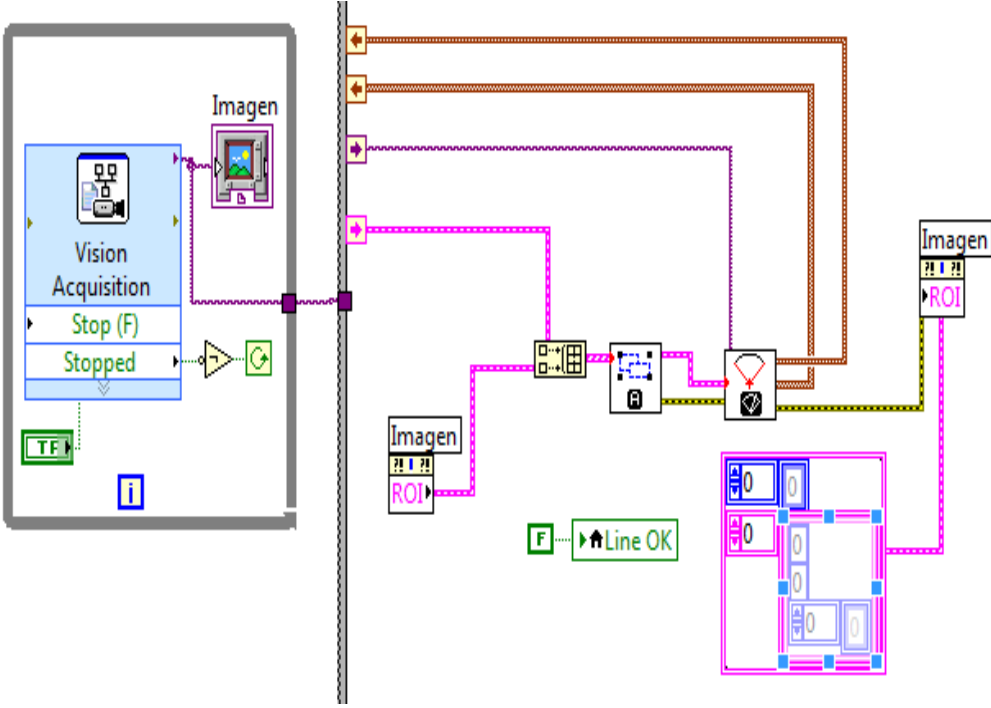 Imagen
Vision
Acquisition
Stop (F)
Stopped
TF
i
Imagen
ROI
F
Line OK
Imagen
ROI
0
0
0
0
0
0
0